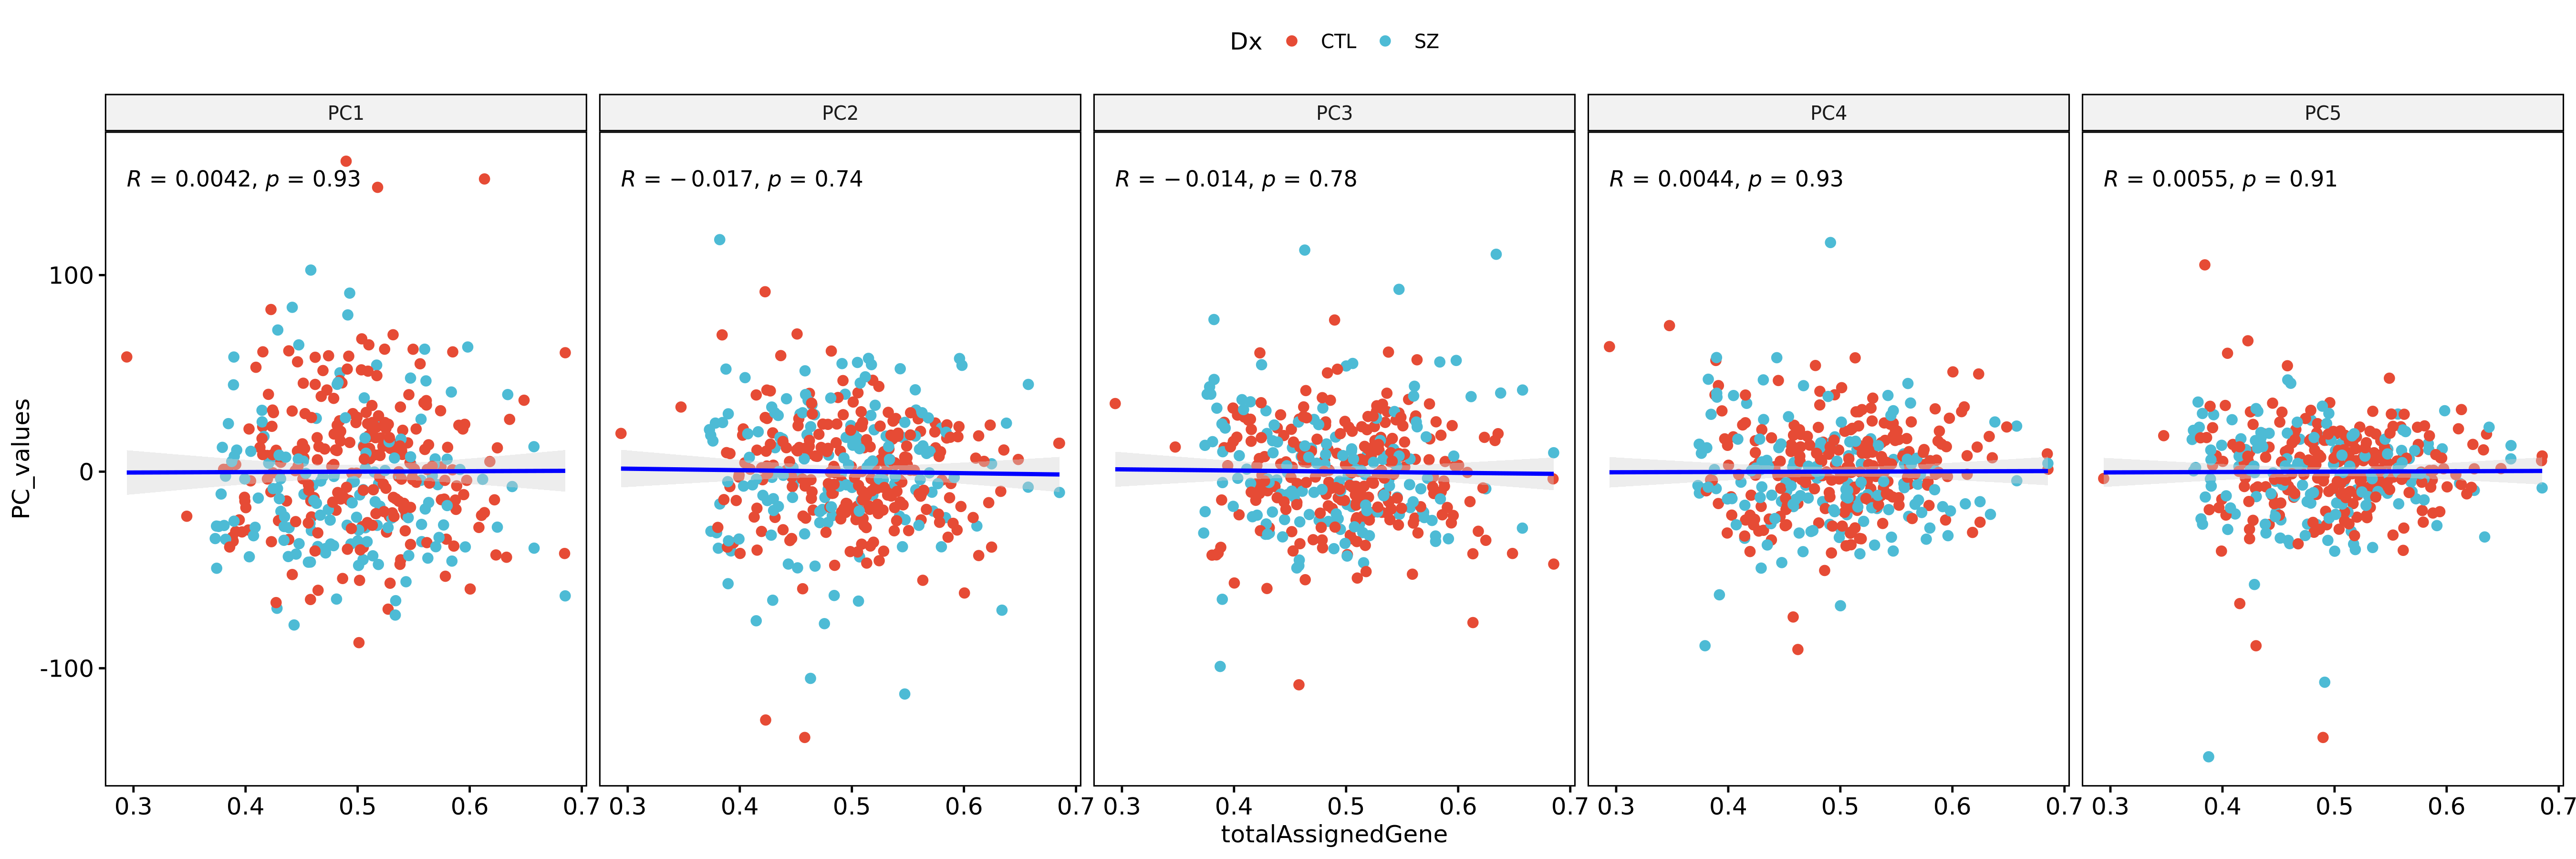 Dx CTL SZ
PC1 PC2 PC3 PC4 PC5
R = 0.0042, p = 0.93 R = −0.017, p = 0.74 R = −0.014, p = 0.78 R = 0.0044, p = 0.93 R = 0.0055, p = 0.91
PC_values
100
0
-100
0.3 0.4 0.5 0.6 0.7 0.3 0.4 0.5 0.6 0.7 0.3 0.4 0.5 0.6 0.7 0.3 0.4 0.5 0.6 0.7 0.3 0.4 0.5 0.6 0.7
totalAssignedGene